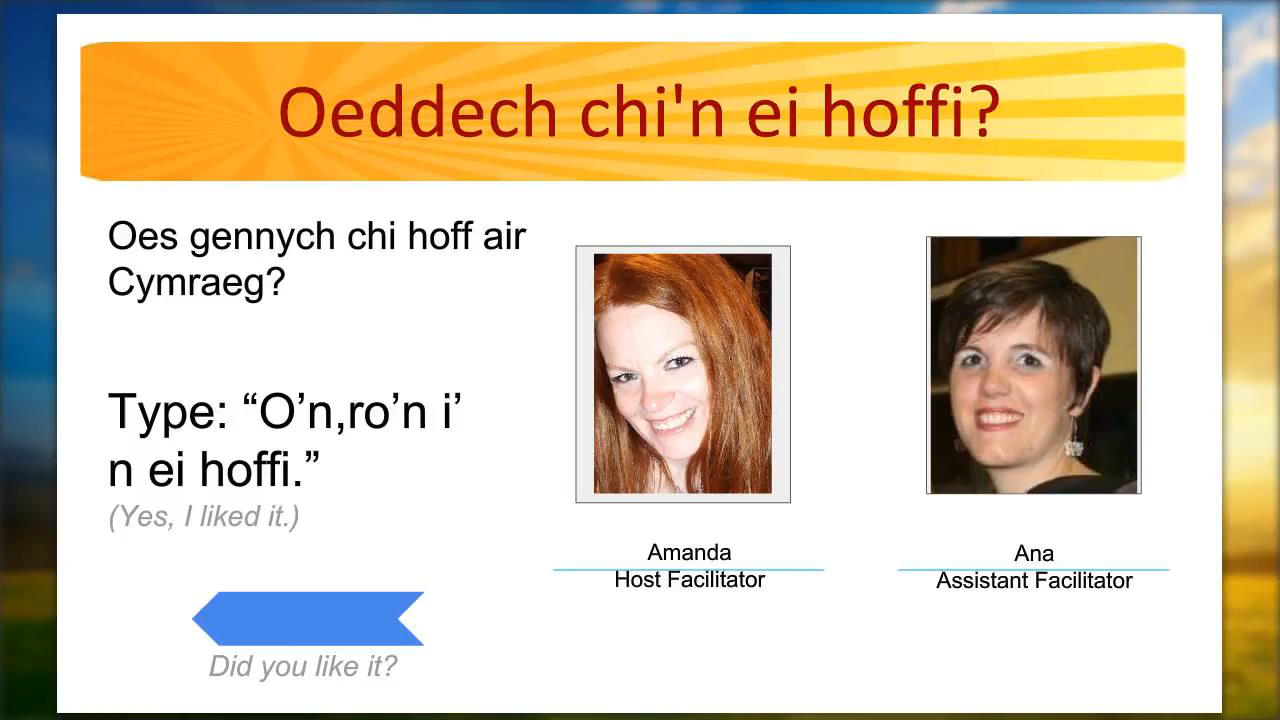 Oeddech chi'n ei hoffi?
Oes gennych chi hoff air
Cymraeg?
Type: “O’n,ro’n i’
n ei hoffi.”
(Yes, I liked it.)
Did you like it?
Amanda
Host Facilitator
Ana
Assistant Facilitator